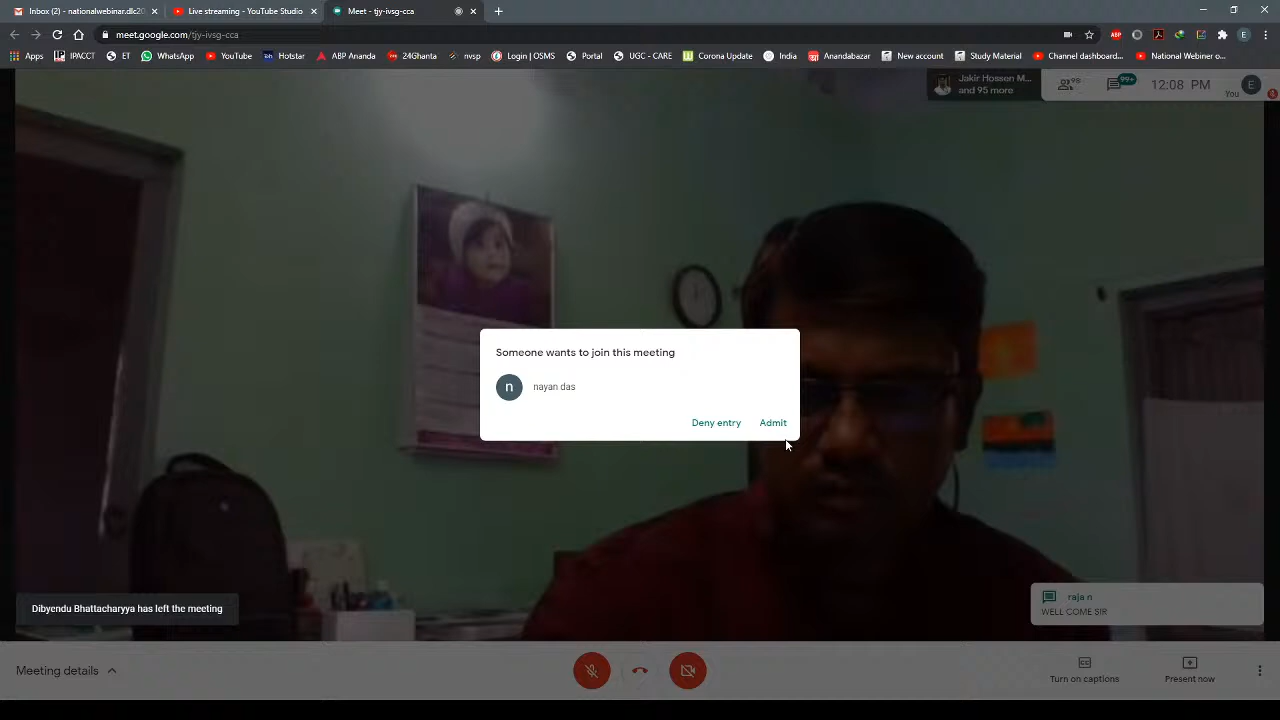 Inbox (2) - nationalwebinar.dlc20
Live streaming - YouTube Studio
Meet - tjy-ivsg-cca
meet.google.com/tjy-ivsg-cca
ABP
E
Apps
IPACCT
ET
WhatsApp
YouTube
Hotstar
ABP Ananda
24Ghanta
nvsp
Login | OSMS
Portal
UGC - CARE
Corona Update
India
Anandabazar
New account
Study Material
Channel dashboard...
National Webinar o...
Jakir Hossen M...
and 95 more
98
99+
12:08 PM
You
E
Someone wants to join this meeting
n
nayan das
Deny entry
Admit
Dibyendu Bhattacharyya has left the meeting
raja n
WELL COME SIR
Meeting details
Turn on captions
Present now